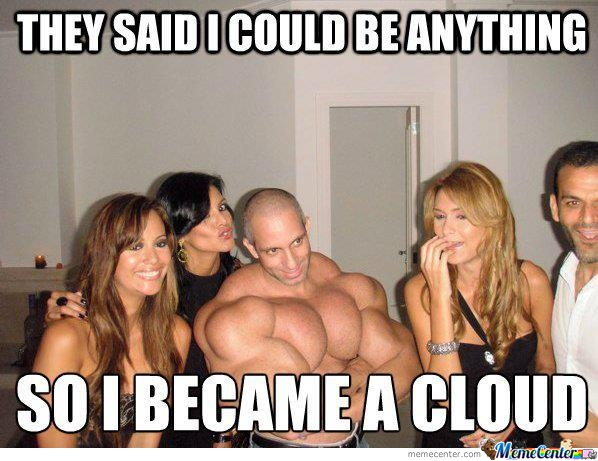 THEY SAID I COULD BE ANYTHING
SO I BECAME A CLOUD
memecenter.com MemeCenter